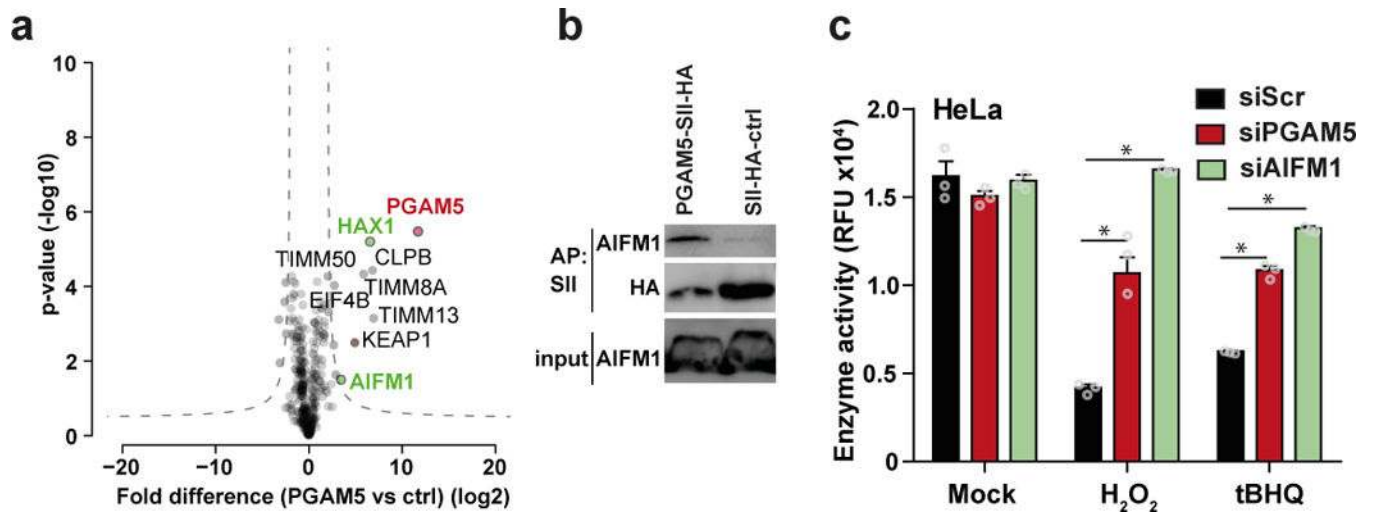 a
p-value (-log10)
10
8
6
4
2
0
PGAM5
HAX1
TIMM50
CLPB
TIMM8A
EIF4B
TIMM13
KEAP1
AIFM1
−20
−10
0
10
20
Fold difference (PGAM5 vs ctrl) (log2)
b
PGAM5-SII-HA
SII-HA-ctrl
AP:
SII
AIFM1
HA
input
AIFM1
c
HeLa
siScr
siPGAM5
siAIFM1
Enzyme activity (RFU x10⁴)
2.0
1.5
1.0
0.5
0
*
*
*
*
Mock
H₂O₂
tBHQ